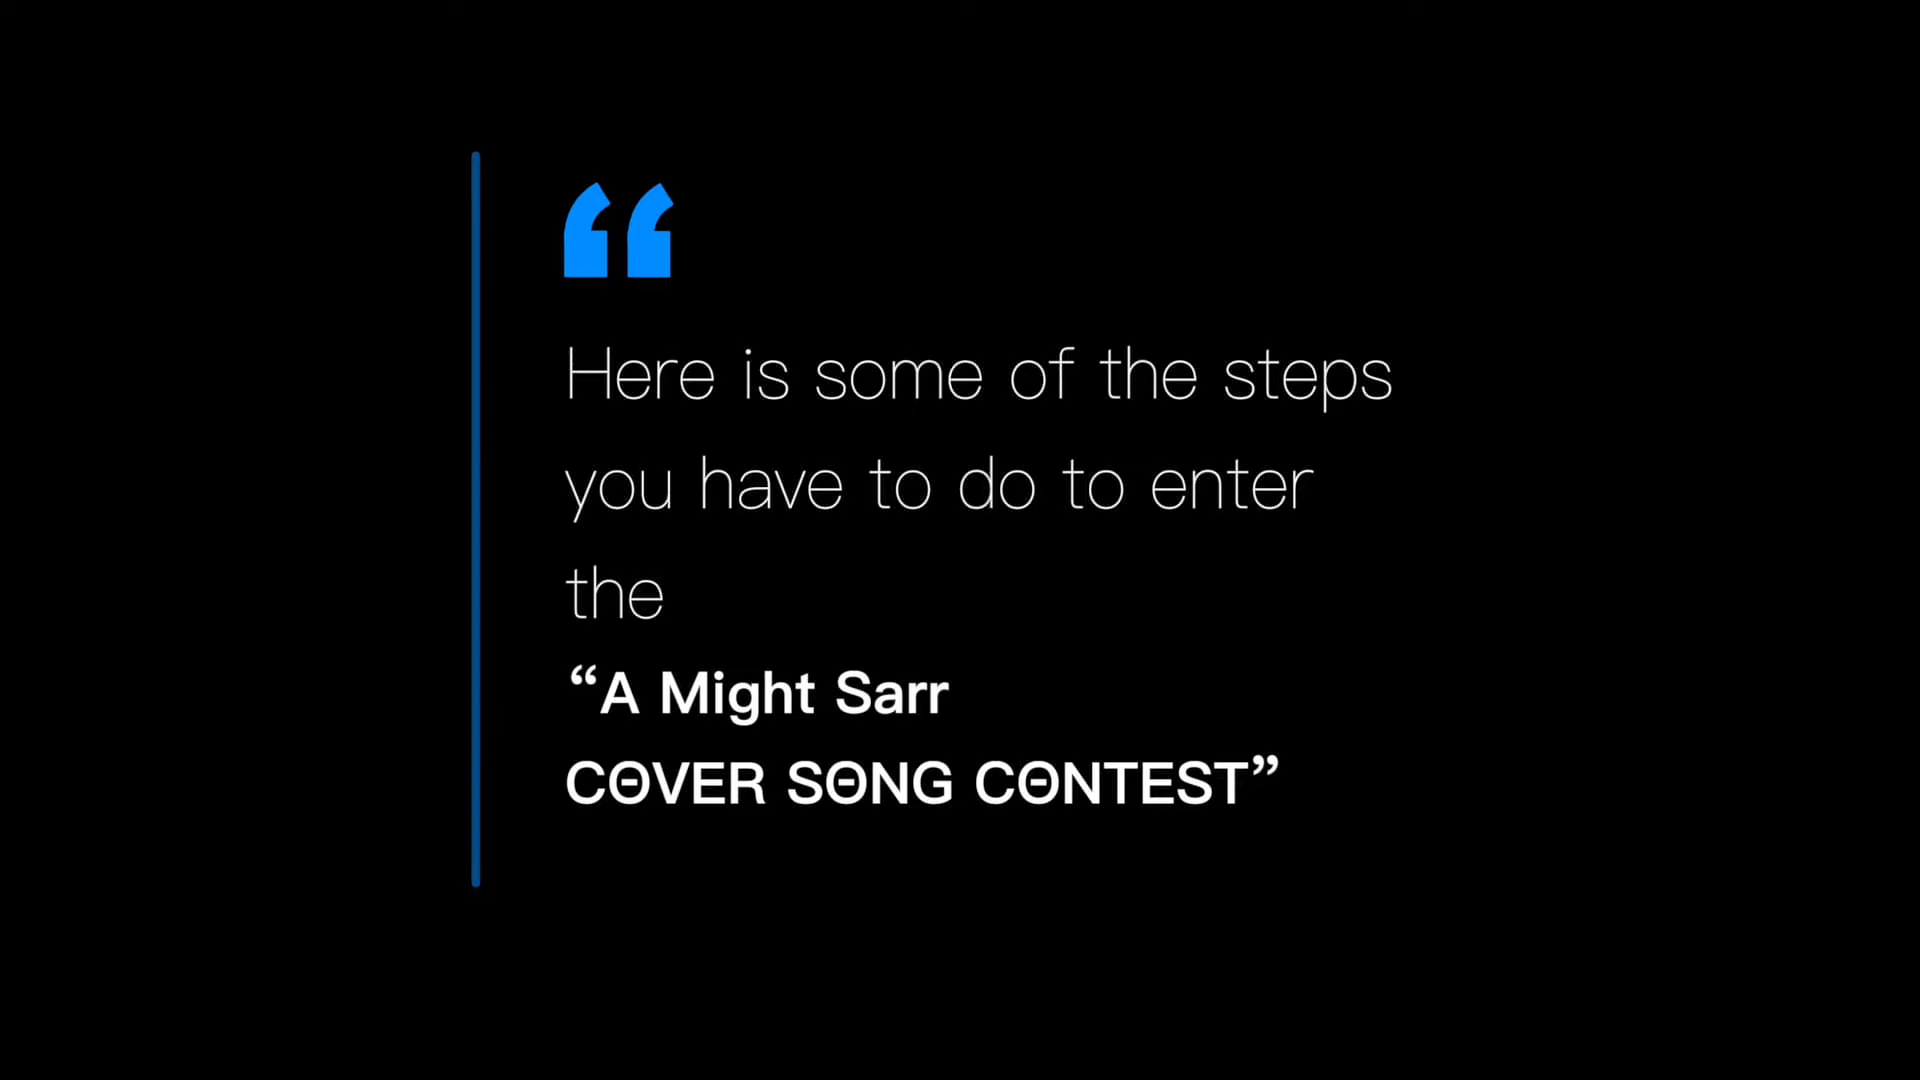 “
Here is some of the steps
you have to do to enter
the
“A Might Sarr
COVER SONG CONTEST”